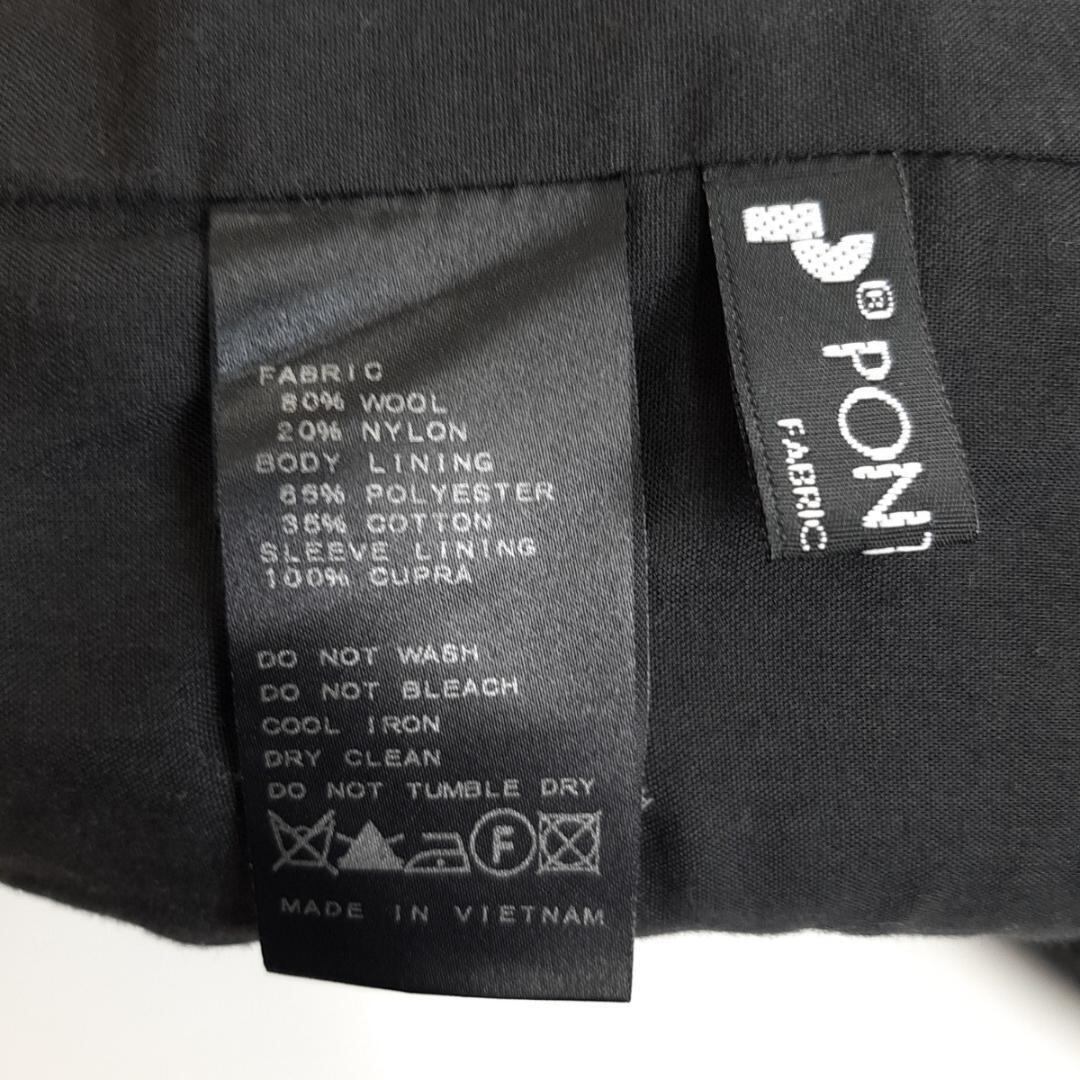 FABRIC
80% WOOL
20% NYLON
BODY LINING
65% POLYESTER
35% COTTON
SLEEVE LINING
100% CUPRA
DO NOT WASH
DO NOT BLEACH
COOL IRON
DRY CLEAN
DO NOT TUMBLE DRY
F
MADE IN VIETNAM
® PONT
FABRIC